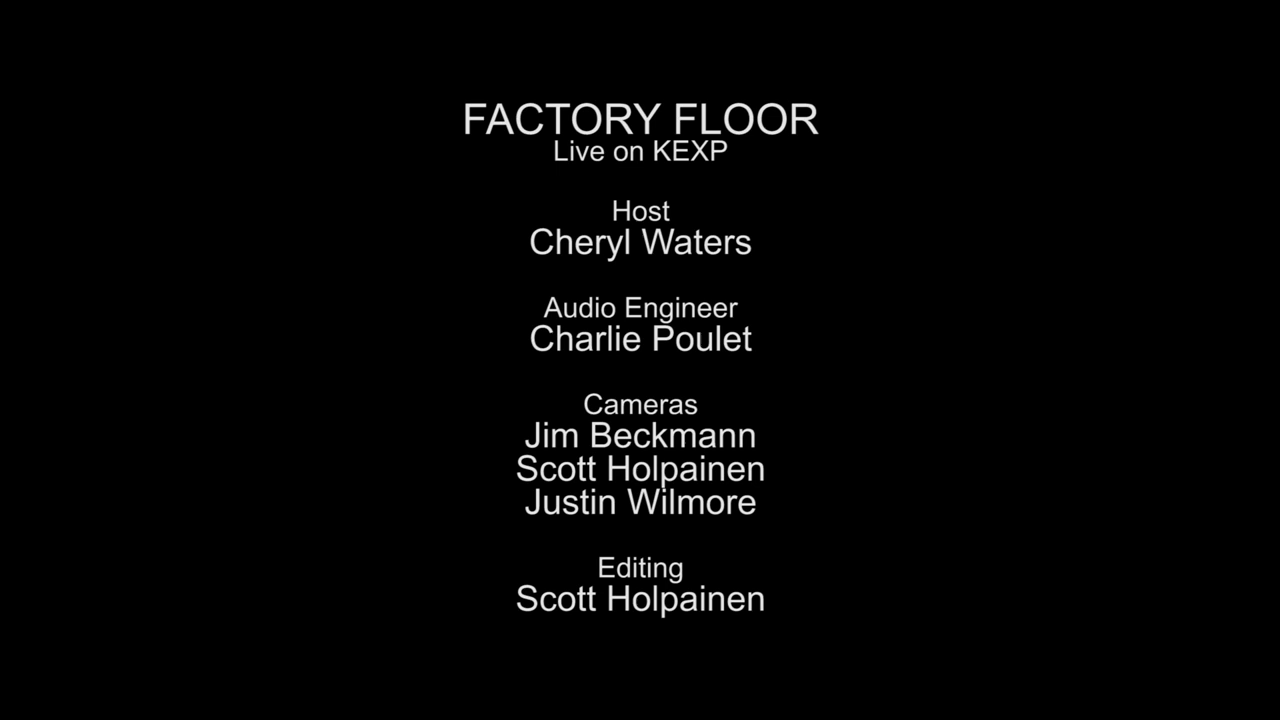 FACTORY FLOOR
Live on KEXP
Host
Cheryl Waters
Audio Engineer
Charlie Poulet
Cameras
Jim Beckmann
Scott Holpainen
Justin Wilmore
Editing
Scott Holpainen